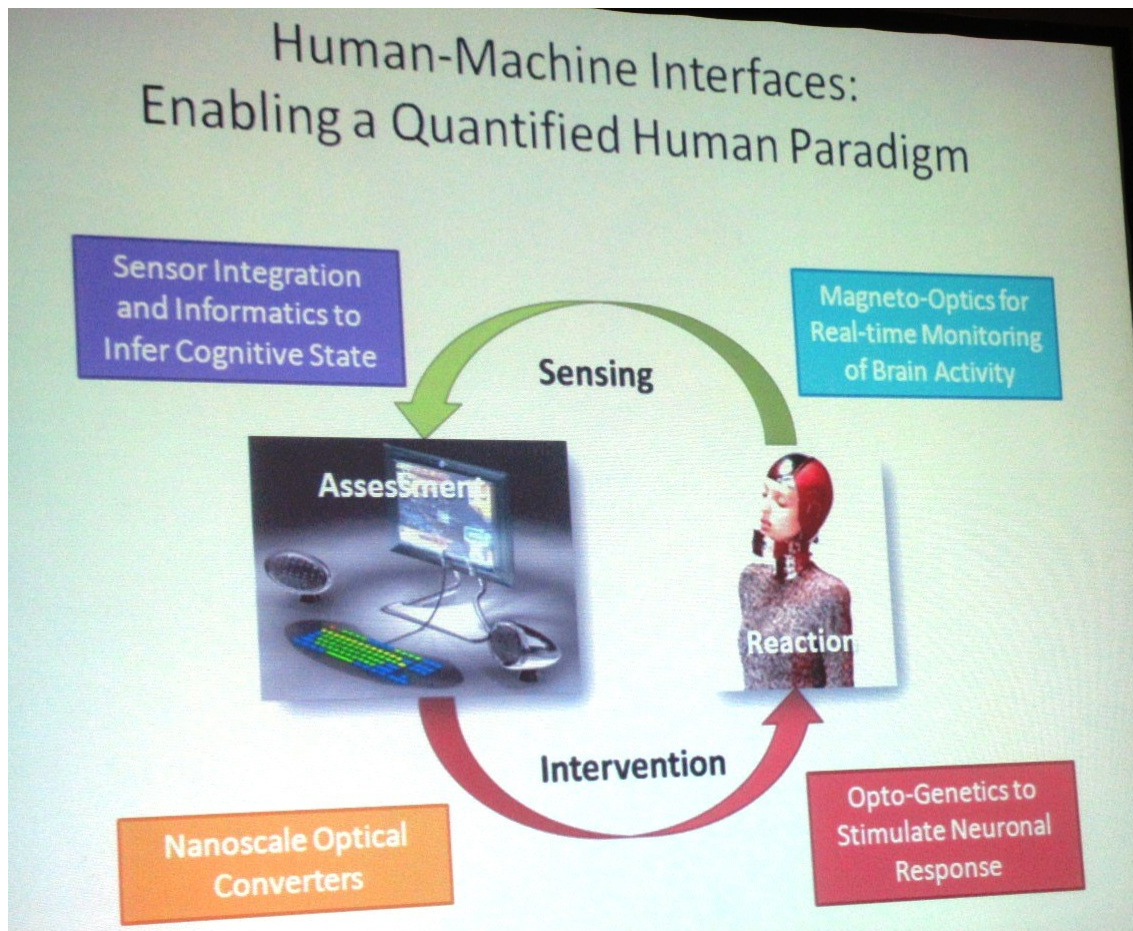 Human-Machine Interfaces:
Enabling a Quantified Human Paradigm
Sensor Integration
and Informatics to
Infer Cognitive State
Magneto-Optics for
Real-time Monitoring
of Brain Activity
Sensing
Assessment
Reaction
Intervention
Nanoscale Optical
Converters
Opto-Genetics to
Stimulate Neuronal
Response